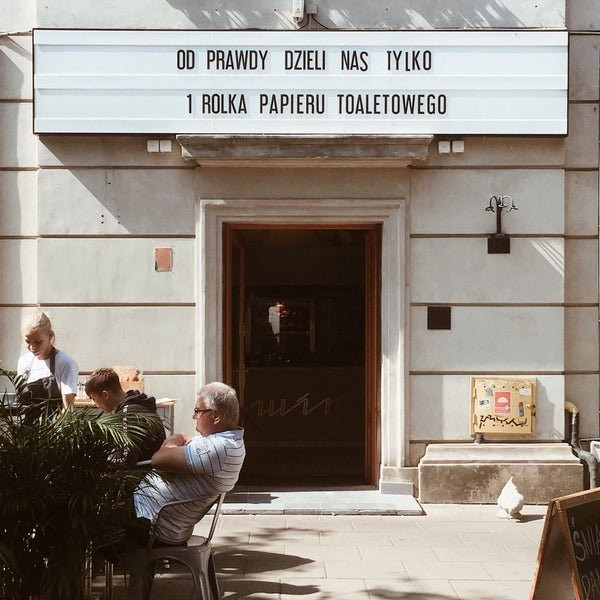 OD PRAWDY DZIELI NAS TYLKO
1 ROLKA PAPIERU TOALETOWEGO